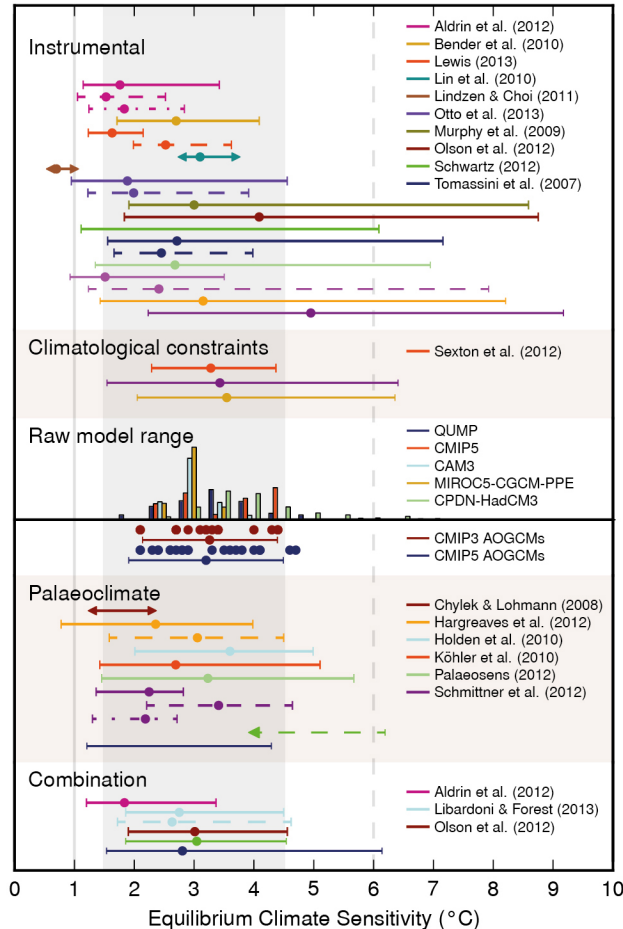 Instrumental
Aldrin et al. (2012)
Bender et al. (2010)
Lewis (2013)
Lin et al. (2010)
Lindzen & Choi (2011)
Otto et al. (2013)
Murphy et al. (2009)
Olson et al. (2012)
Schwartz (2012)
Tomassini et al. (2007)
Climatological constraints
Sexton et al. (2012)
Raw model range
QUMP
CMIP5
CAM3
MIROC5-CGCM-PPE
CPDN-HadCM3
CMIP3 AOGCMs
CMIP5 AOGCMs
Palaeoclimate
Chylek & Lohmann (2008)
Hargreaves et al. (2012)
Holden et al. (2010)
Köhler et al. (2010)
Palaeosens (2012)
Schmittner et al. (2012)
Combination
Aldrin et al. (2012)
Libardoni & Forest (2013)
Olson et al. (2012)
0 1 2 3 4 5 6 7 8 9 10
Equilibrium Climate Sensitivity (°C)